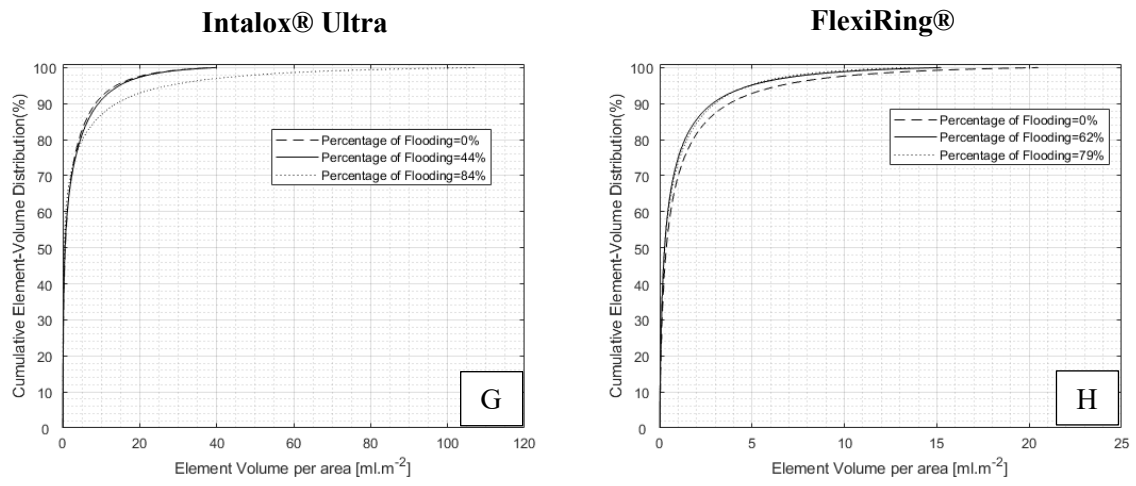 Intalox® Ultra
Cumulative Element-Volume Distribution(%)
100
90
80
70
60
50
40
30
20
10
0
Percentage of Flooding=0%
Percentage of Flooding=44%
Percentage of Flooding=84%
G
0 20 40 60 80 100 120
Element Volume per area [ml.m-2]
FlexiRing®
Cumulative Element-Volume Distribution(%)
100
90
80
70
60
50
40
30
20
10
0
Percentage of Flooding=0%
Percentage of Flooding=62%
Percentage of Flooding=79%
H
0 5 10 15 20 25
Element Volume per area [ml.m-2]